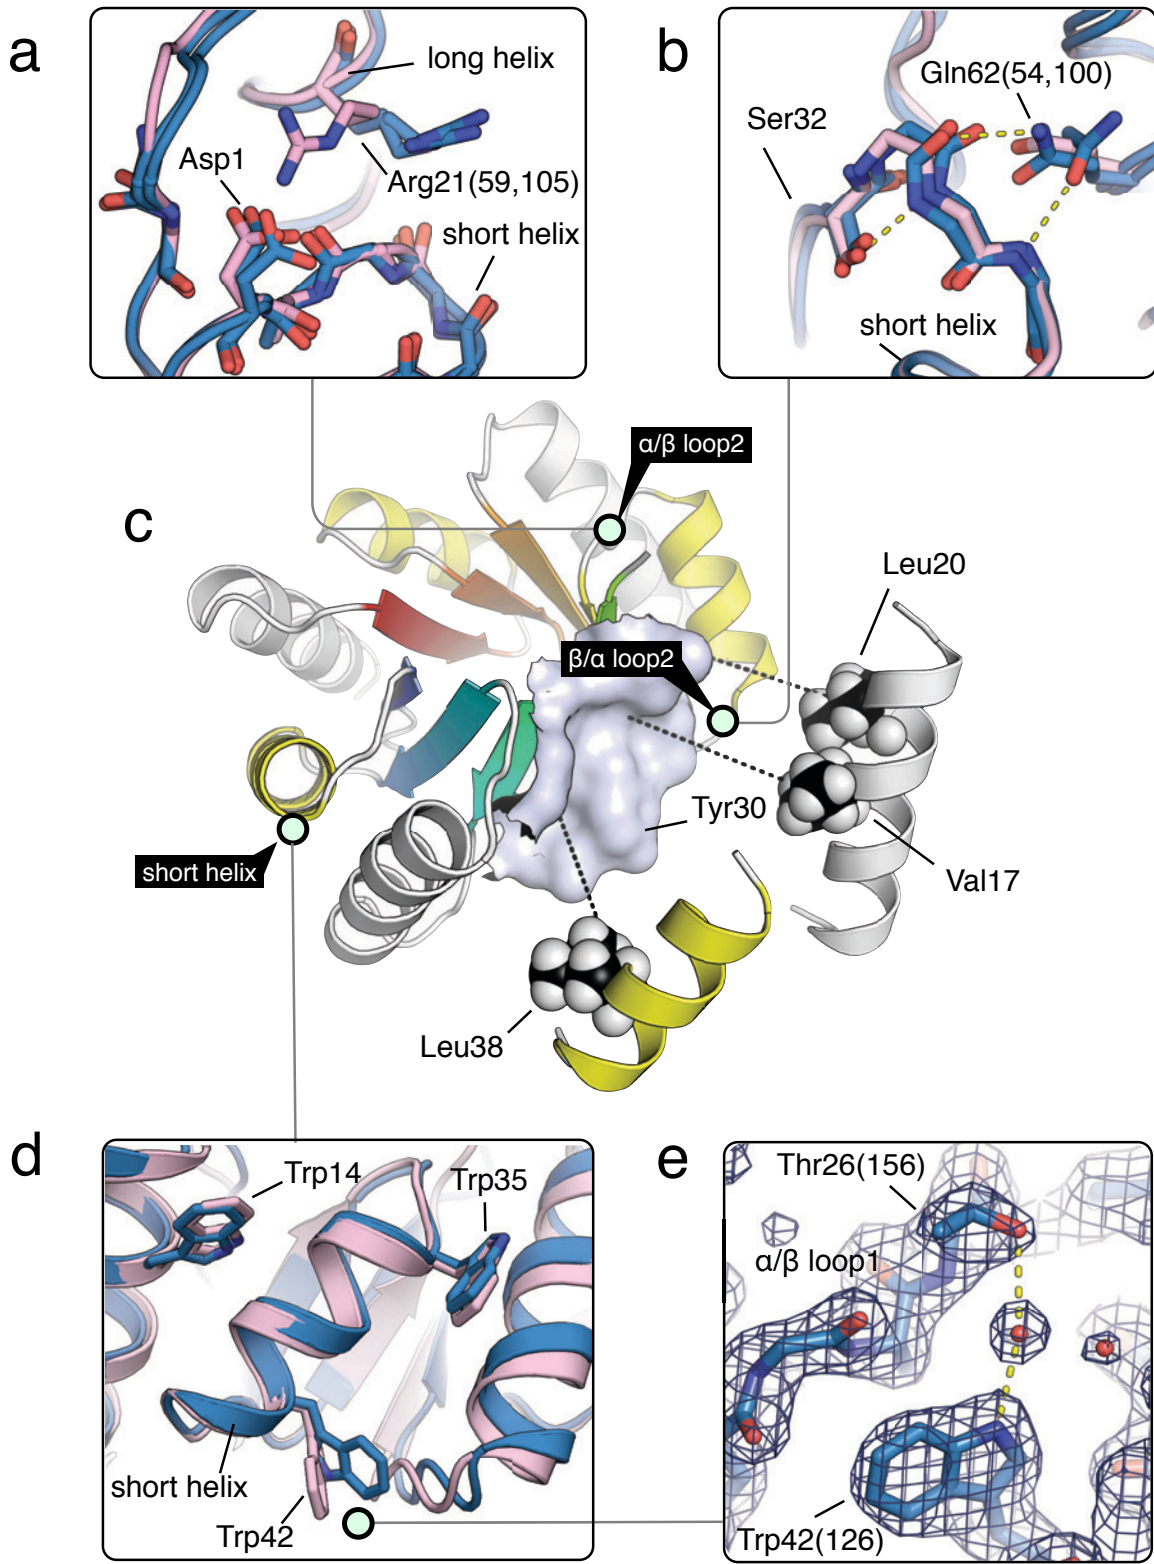 a
long helix
Asp1
Arg21(59,105)
short helix
b
Gln62(54,100)
Ser32
short helix
c
α/β loop2
Leu20
β/α loop2
Tyr30
Val17
short helix
Leu38
d
Trp14
Trp35
short helix
Trp42
e
Thr26(156)
α/β loop1
Trp42(126)